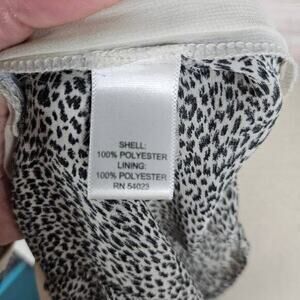 SHELL:
100% POLYESTER
LINING:
100% POLYESTER
RN 54023